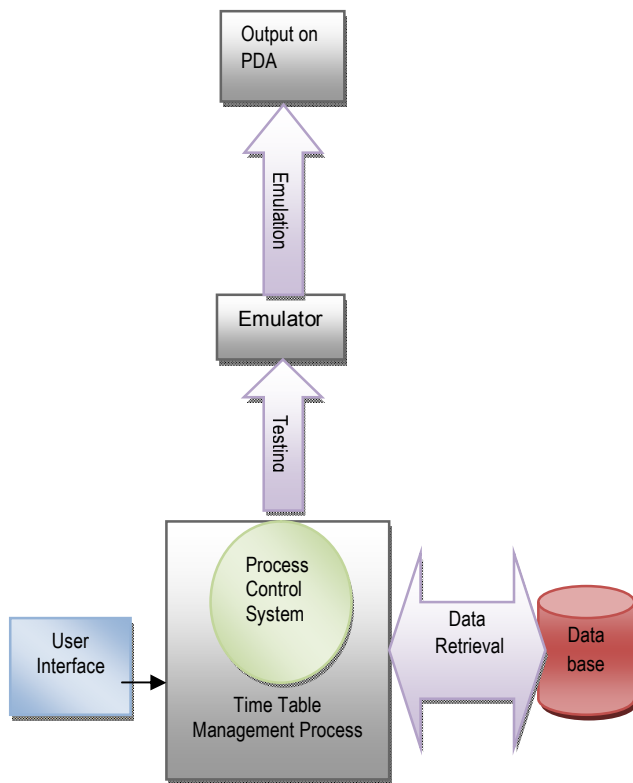 Output on
PDA
Emulation
Emulator
Testing
Process
Control
System
User
Interface
Data
Retrieval
Data
base
Time Table
Management Process